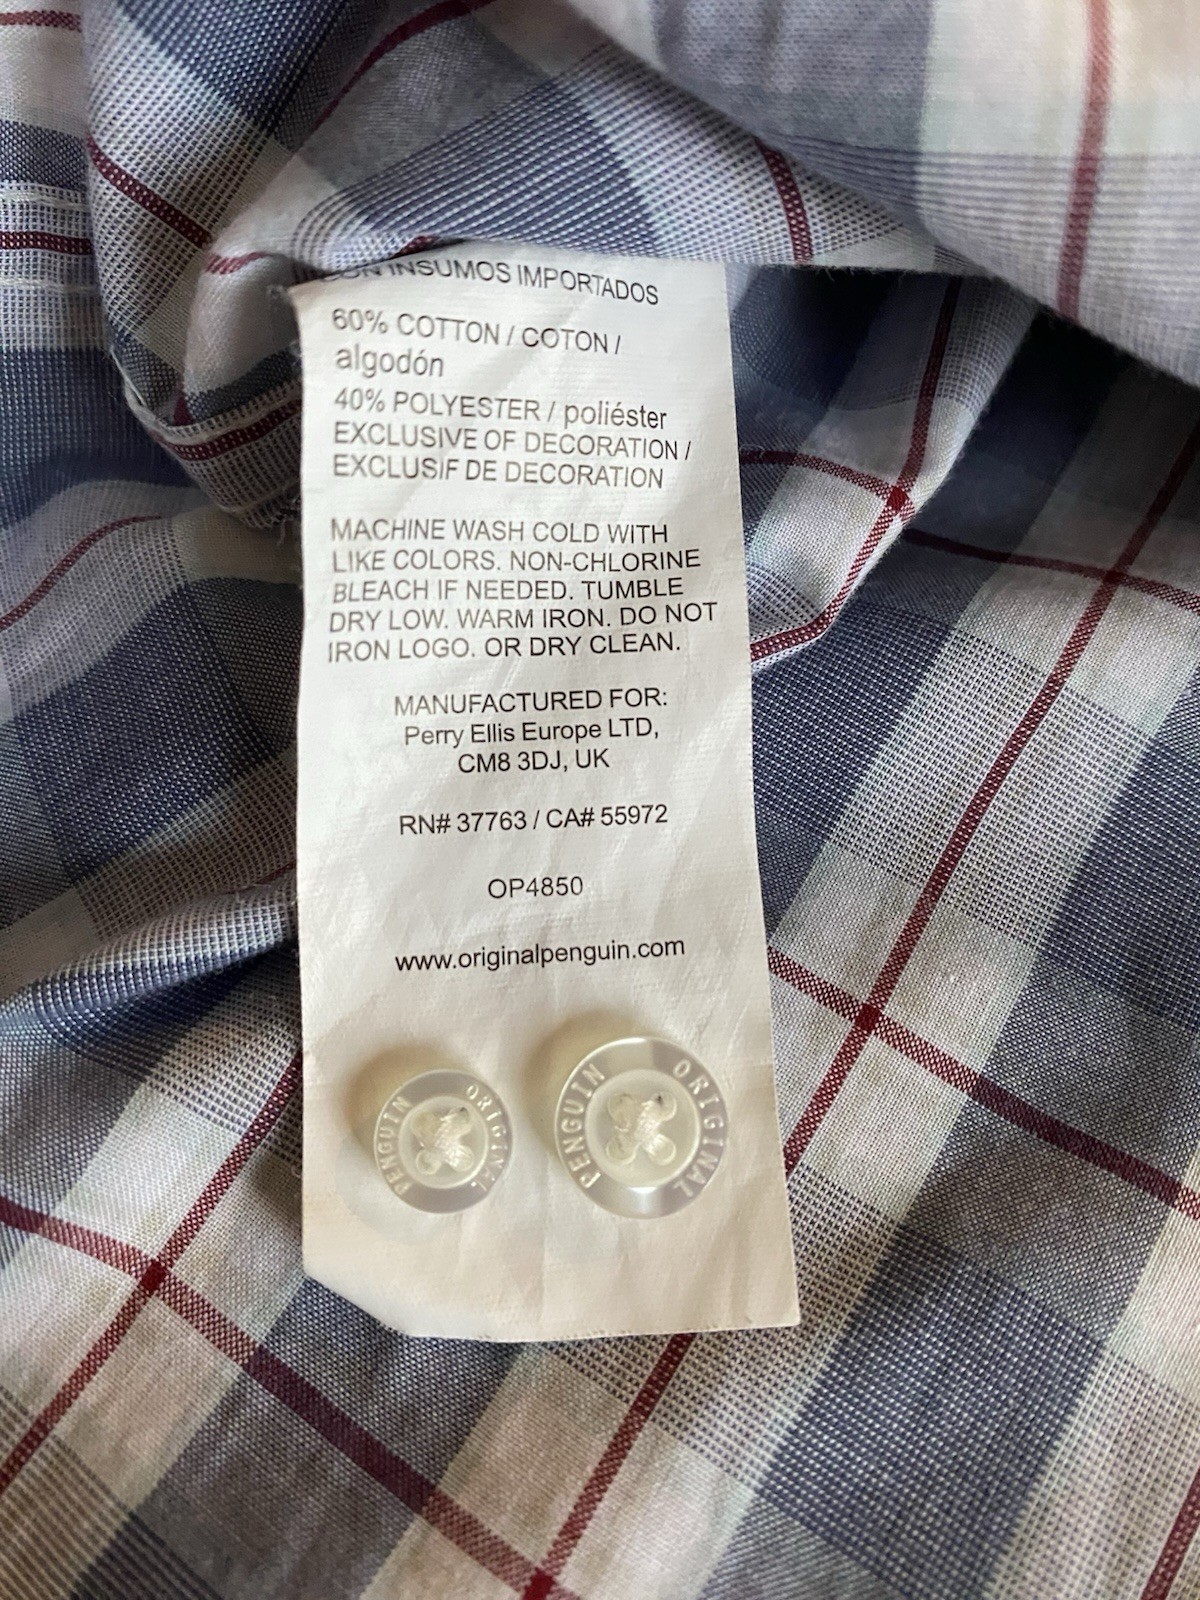 INSUMOS IMPORTADOS
60% COTTON / COTON /
algodón
40% POLYESTER / poliéster
EXCLUSIVE OF DECORATION /
EXCLUSIF DE DECORATION
MACHINE WASH COLD WITH
LIKE COLORS. NON-CHLORINE
BLEACH IF NEEDED. TUMBLE
DRY LOW. WARM IRON. DO NOT
IRON LOGO. OR DRY CLEAN.
MANUFACTURED FOR:
Perry Ellis Europe LTD,
CM8 3DJ, UK
RN# 37763 / CA# 55972
OP4850
www.originalpenguin.com
ORIGINAL PENGUIN
ORIGINAL PENGUIN